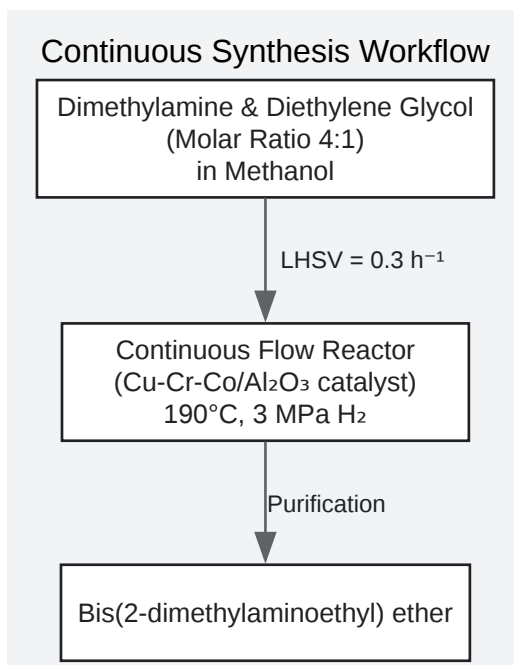 Continuous Synthesis Workflow
Dimethylamine & Diethylene Glycol
(Molar Ratio 4:1)
in Methanol
LHSV = 0.3 h⁻¹
Continuous Flow Reactor
(Cu-Cr-Co/Al₂O₃ catalyst)
190°C, 3 MPa H₂
Purification
Bis(2-dimethylaminoethyl) ether